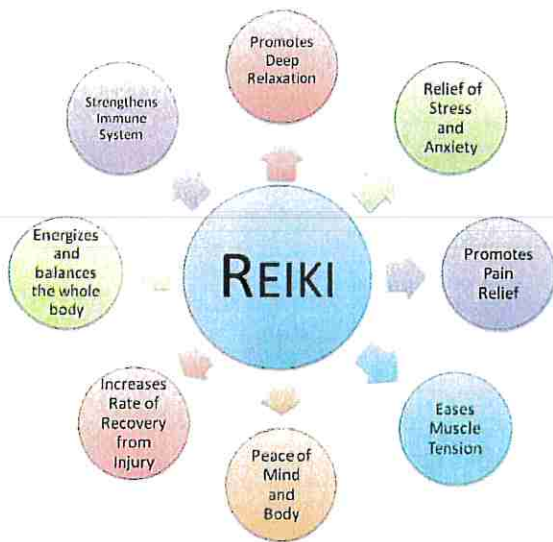 Promotes
Deep
Relaxation
Relief of
Stress
and
Anxiety
Promotes
Pain
Relief
Eases
Muscle
Tension
Peace of
Mind
and
Body
Increases
Rate of
Recovery
from
Injury
Energizes
and
balances
the whole
body
Strengthens
Immune
System
REIKI